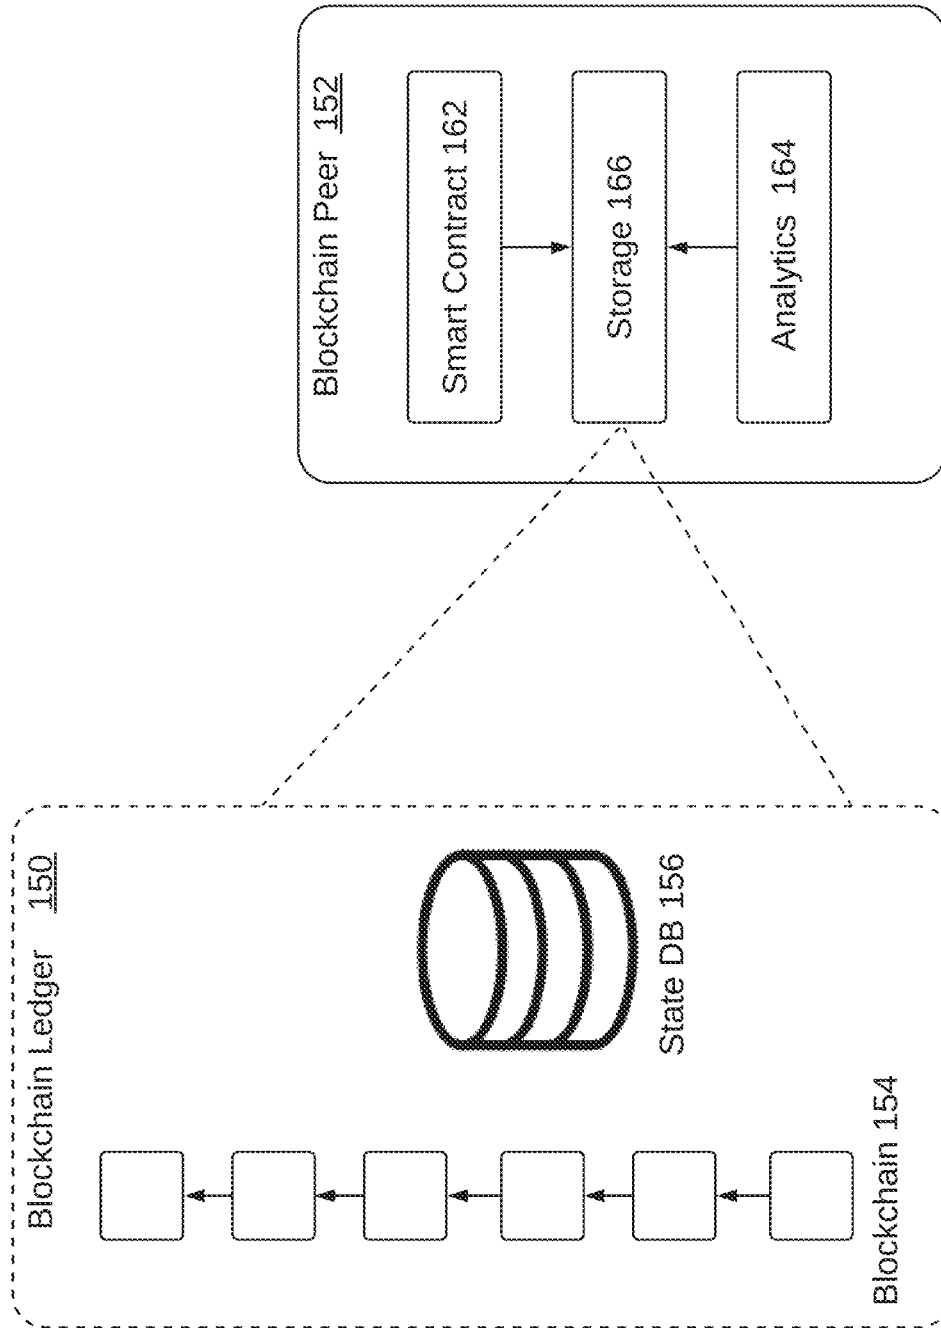 Blockchain Peer 152
Smart Contract 162
Storage 166
Analytics 164
Blockchain Ledger 150
State DB 156
Blockchain 154